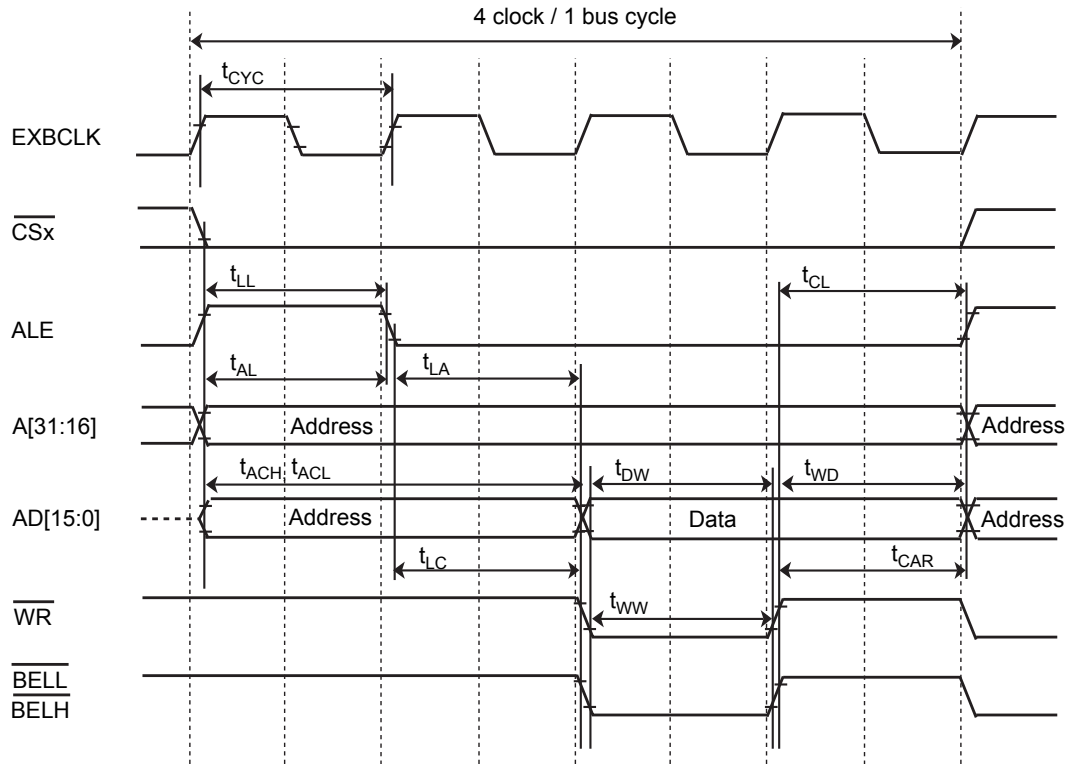 4 clock / 1 bus cycle
tCYC
EXBCLK
CSx
tLL
tCL
ALE
tAL
tLA
A[31:16]
Address
Address
tACH tACL
tDW
tWD
AD[15:0]
Address
Data
Address
tLC
tCAR
WR
tWW
BELL
BELH